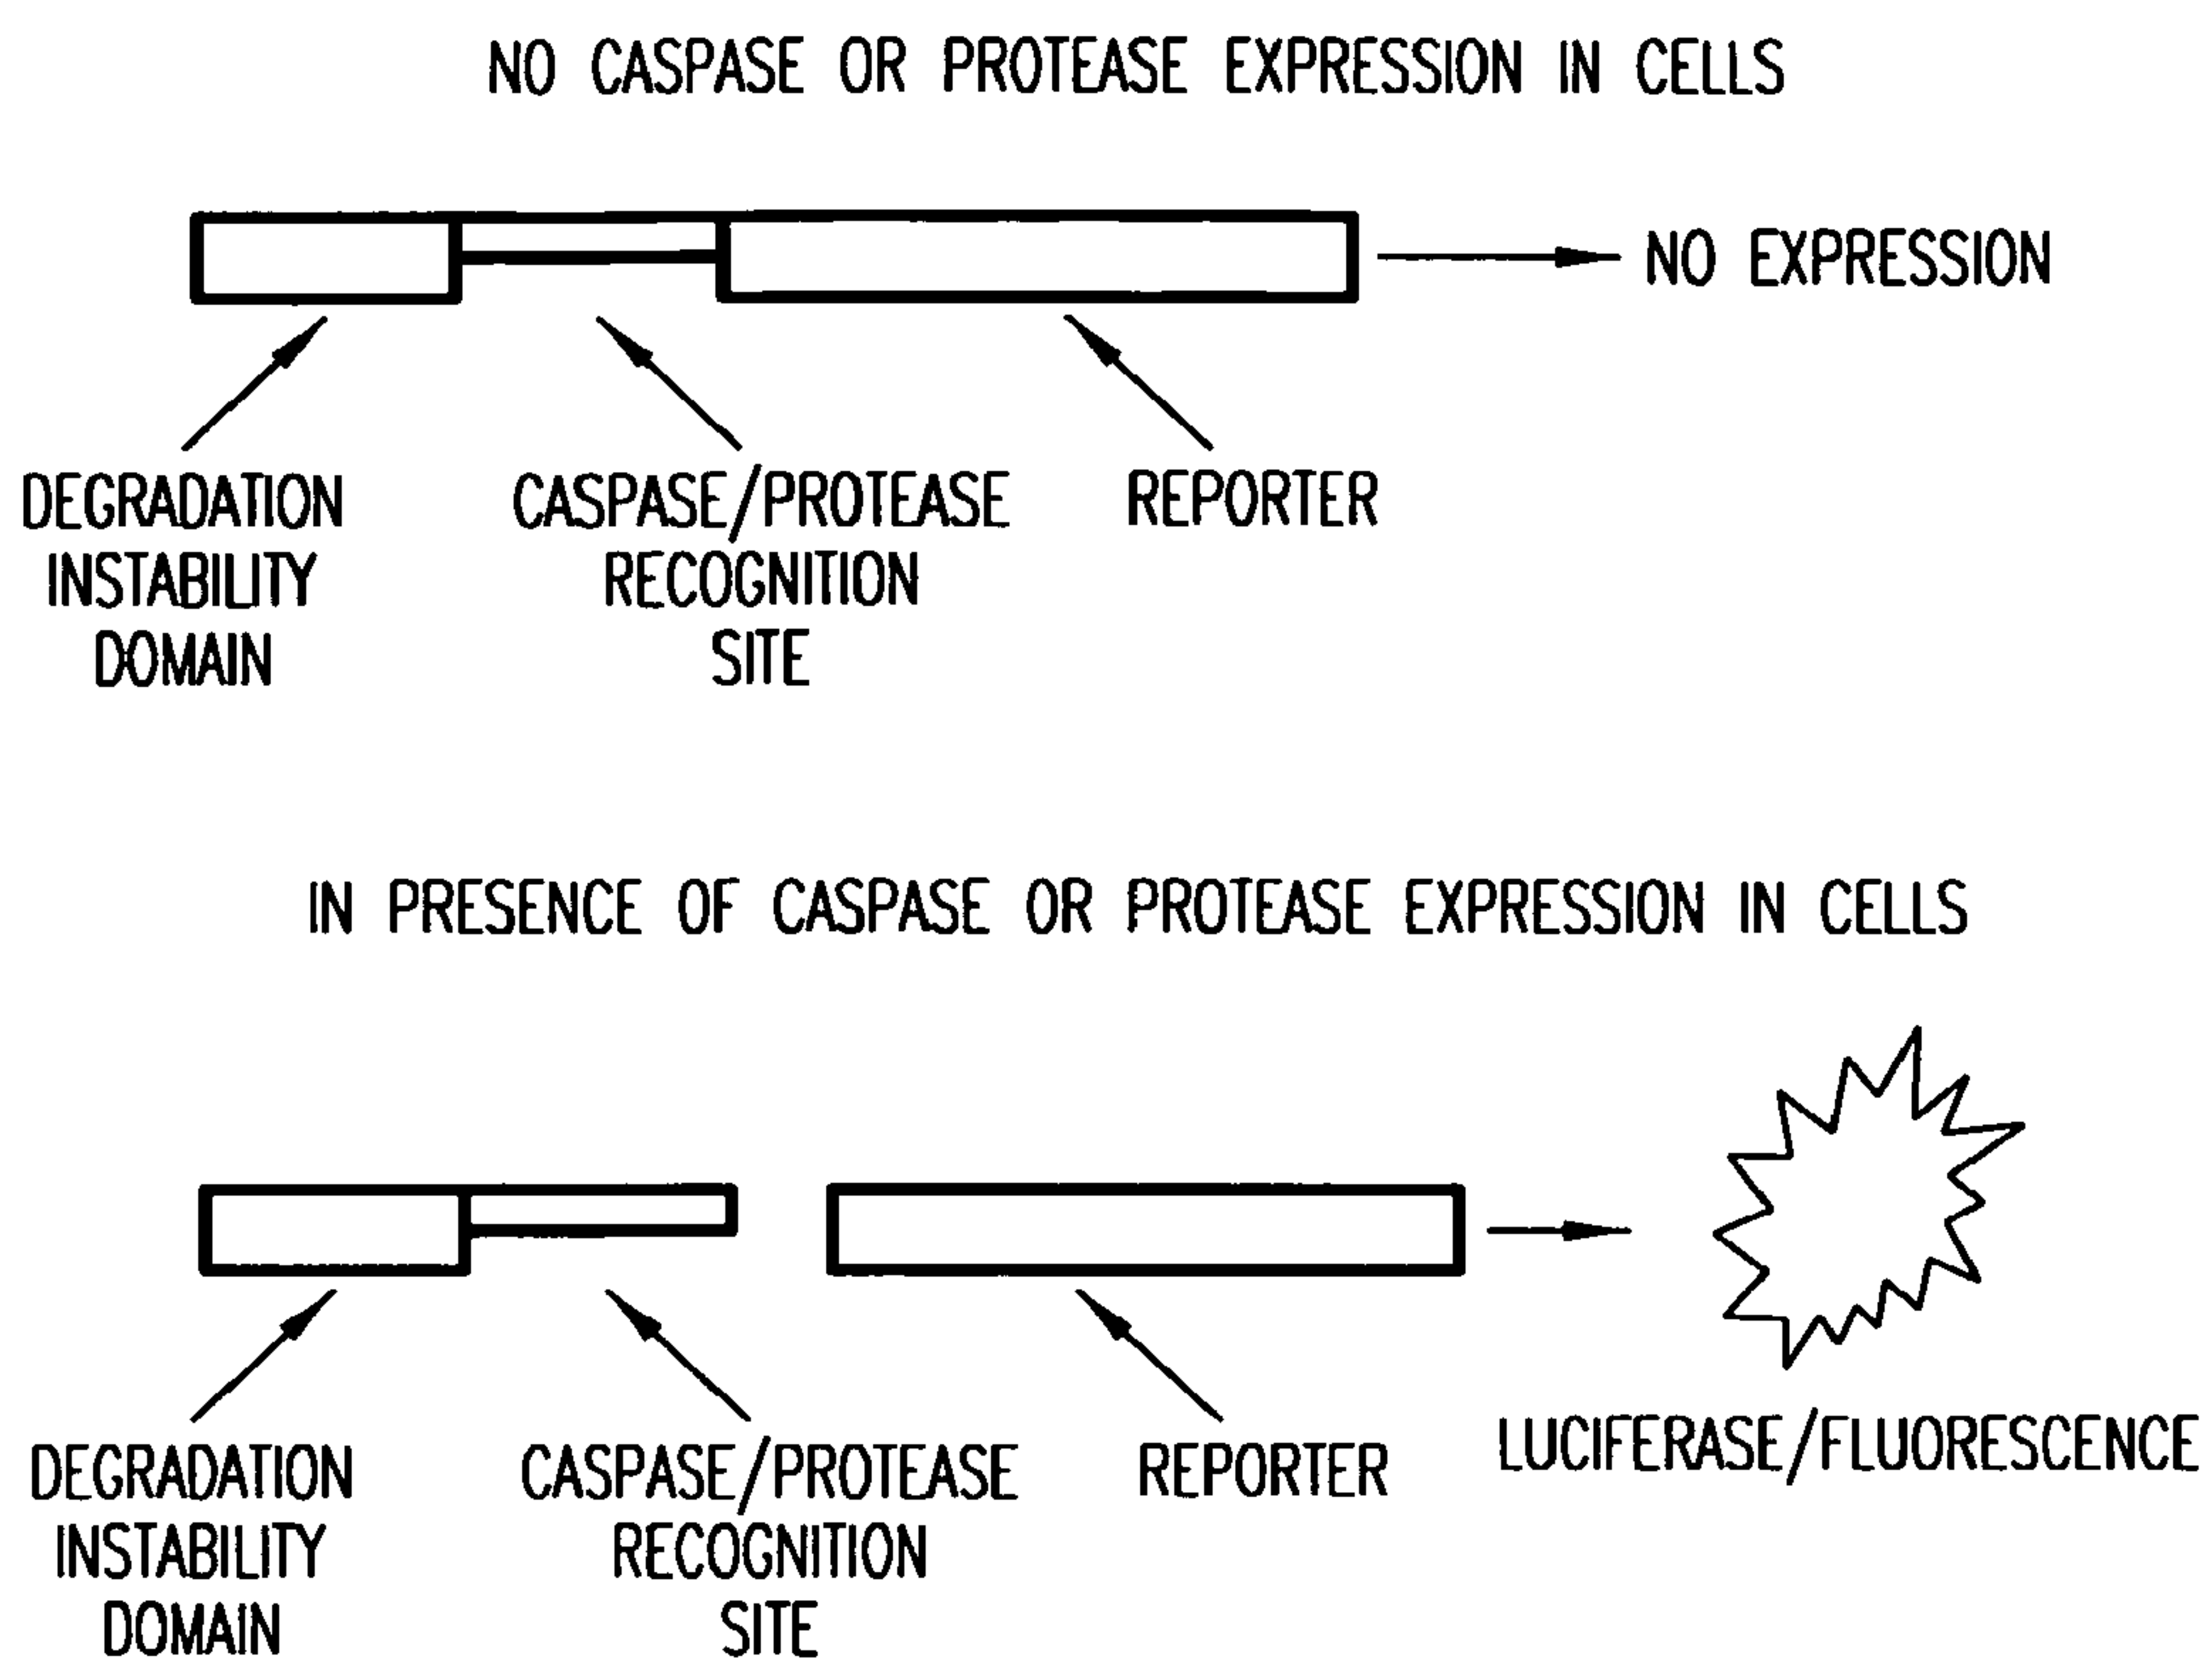 NO CASPASE OR PROTEASE EXPRESSION IN CELLS
NO EXPRESSION
DEGRADATION
INSTABILITY
DOMAIN
CASPASE/PROTEASE
RECOGNITION
SITE
REPORTER
IN PRESENCE OF CASPASE OR PROTEASE EXPRESSION IN CELLS
DEGRADATION
INSTABILITY
DOMAIN
CASPASE/PROTEASE
RECOGNITION
SITE
REPORTER
LUCIFERASE/FLUORESCENCE